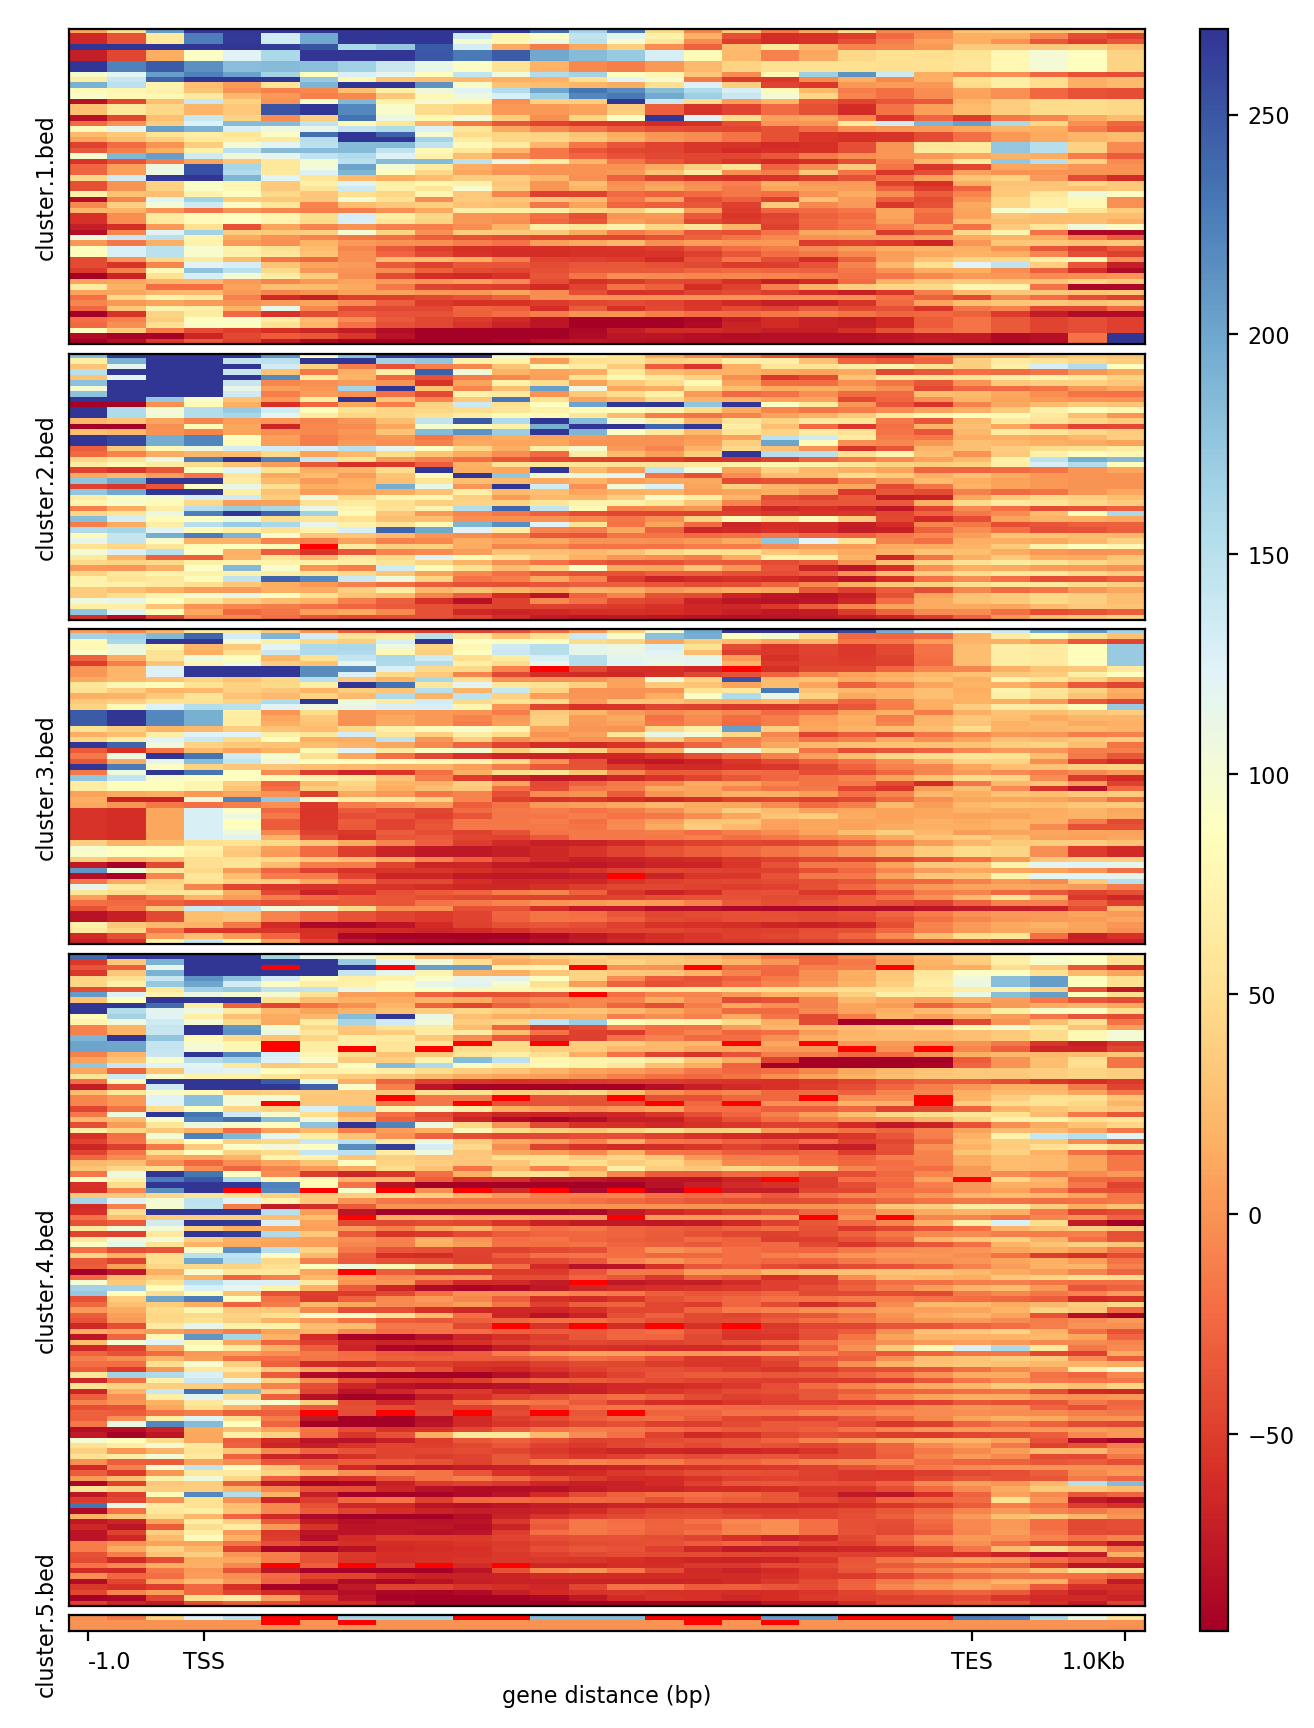 cluster.1.bed
cluster.2.bed
cluster.3.bed
cluster.4.bed
cluster.5.bed
-1.0 TSS TES 1.0Kb
gene distance (bp)
250
200
150
100
50
0
−50